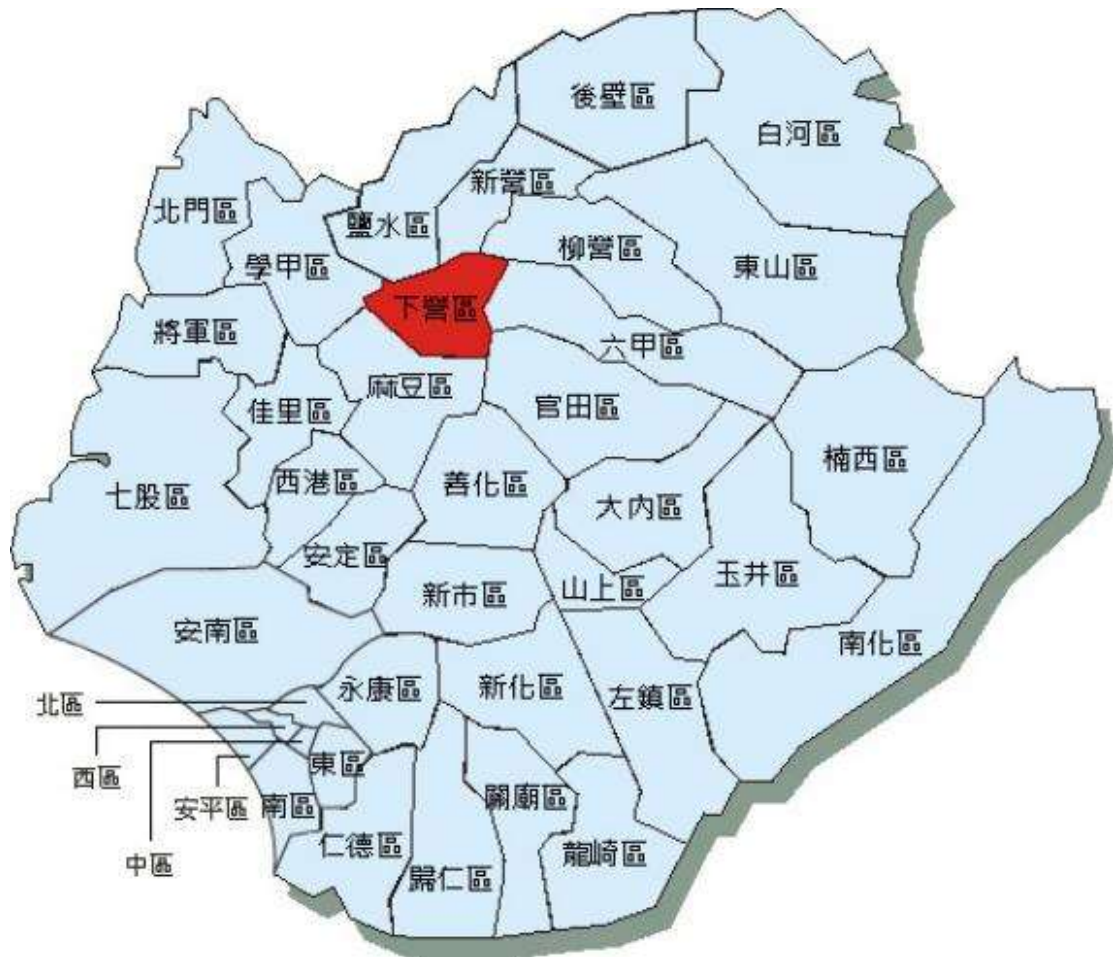 後壁區
白河區
新營區
北門區
鹽水區
柳營區
學甲區
東山區
下營區
將軍區
六甲區
麻豆區
佳里區
官田區
楠西區
西港區
善化區
七股區
大內區
安定區
玉井區
新市區
山上區
安南區
南化區
永康區
新化區
左鎮區
北區
東區
西區
關廟區
安平區
南區
仁德區
龍崎區
中區
歸仁區